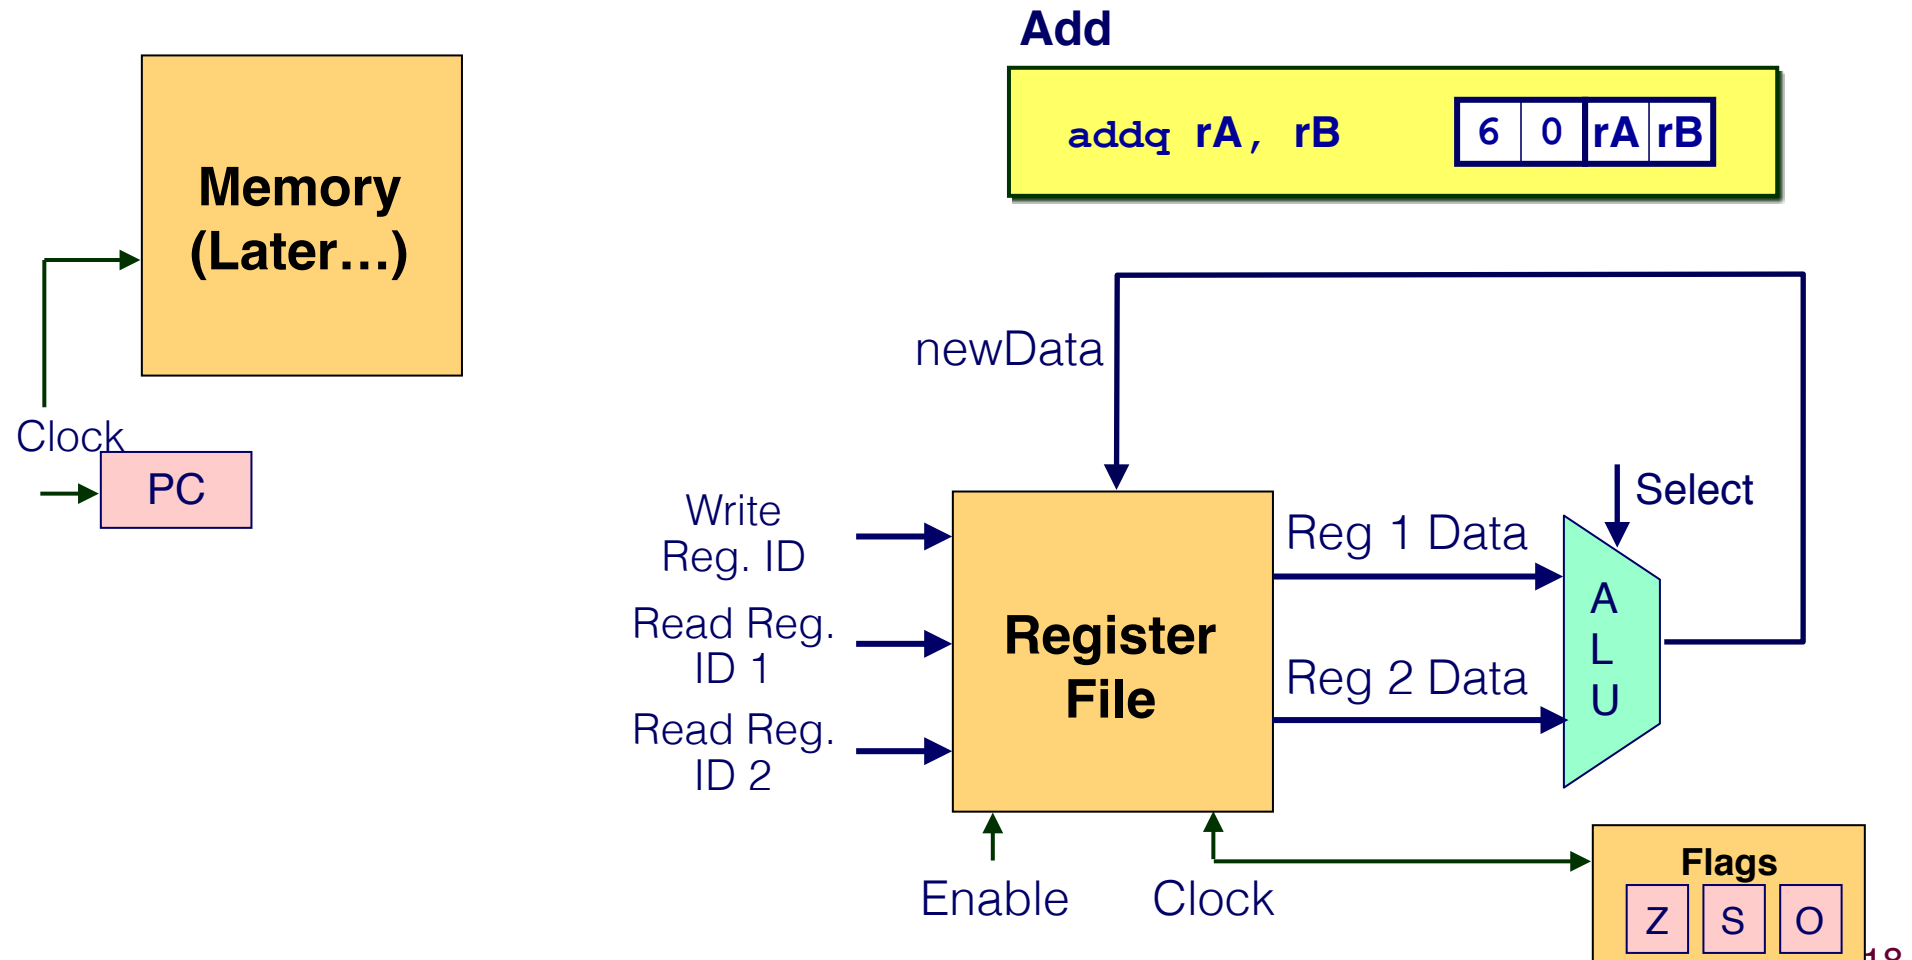 Add
addq rA, rB
6 0 rA rB
Memory
(Later...)
newData
Clock
PC
Select
Write
Reg. ID
Reg 1 Data
A
L
U
Read Reg.
ID 1
Register
File
Reg 2 Data
Read Reg.
ID 2
Enable
Clock
Flags
Z S O
18